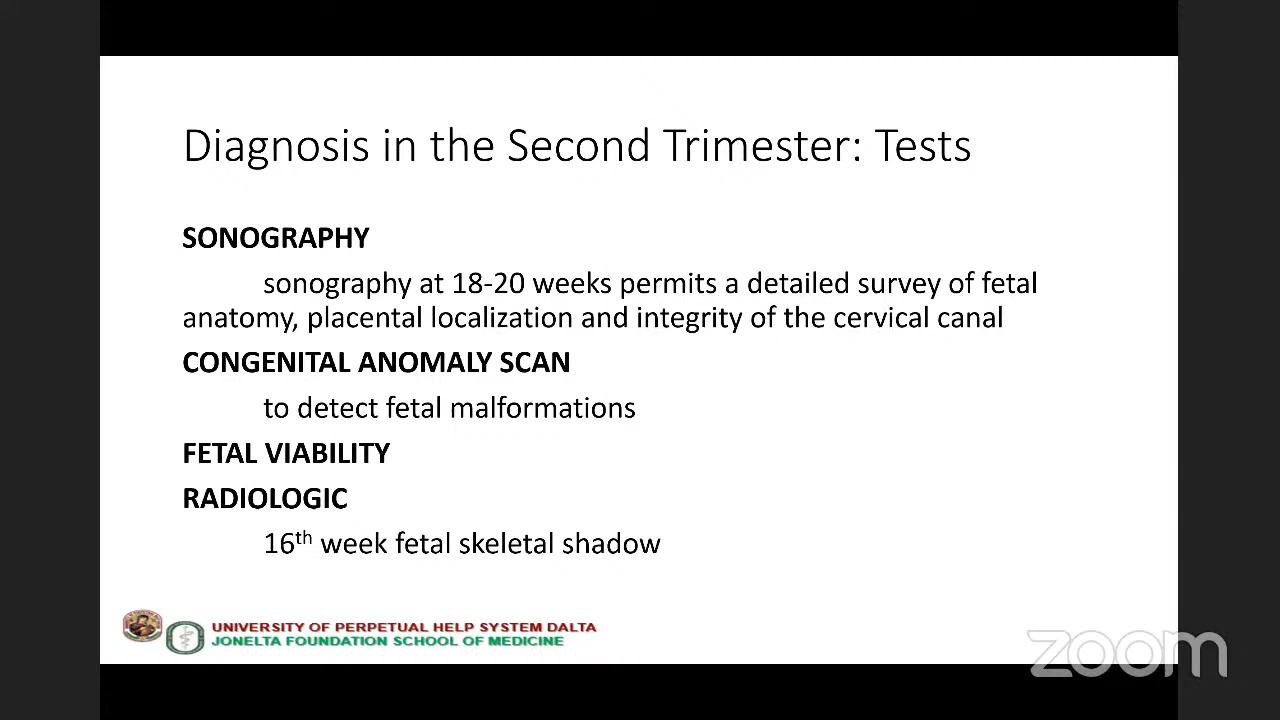 Diagnosis in the Second Trimester: Tests
SONOGRAPHY
sonography at 18-20 weeks permits a detailed survey of fetal
anatomy, placental localization and integrity of the cervical canal
CONGENITAL ANOMALY SCAN
to detect fetal malformations
FETAL VIABILITY
RADIOLOGIC
16th week fetal skeletal shadow
UNIVERSITY OF PERPETUAL HELP SYSTEM DALTA
JONELTA FOUNDATION SCHOOL OF MEDICINE
zoom